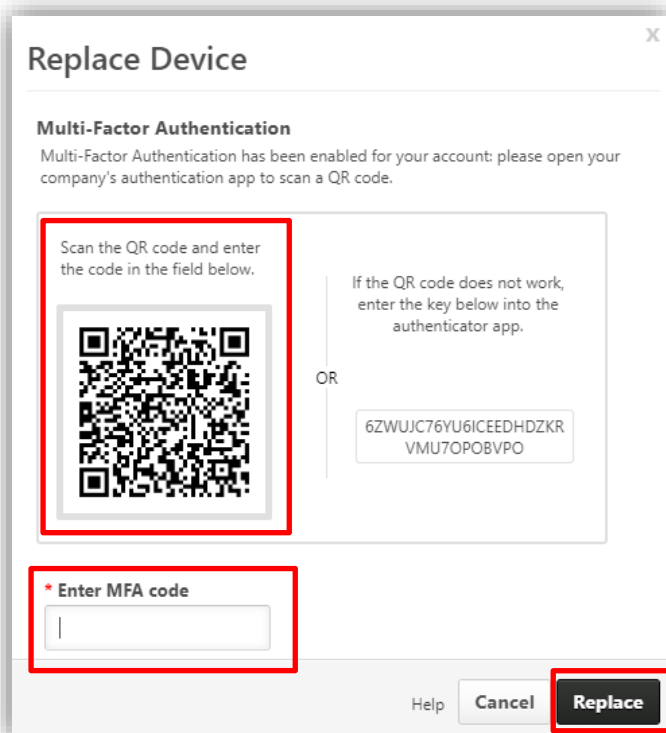 x
Replace Device
Multi-Factor Authentication
Multi-Factor Authentication has been enabled for your account: please open your
company's authentication app to scan a QR code.
Scan the QR code and enter
the code in the field below.
OR
If the QR code does not work,
enter the key below into the
authenticator app.
6ZWUJC76YU6ICEEDHDZKR
VMU7OPOBVPO
* Enter MFA code
Help
Cancel
Replace